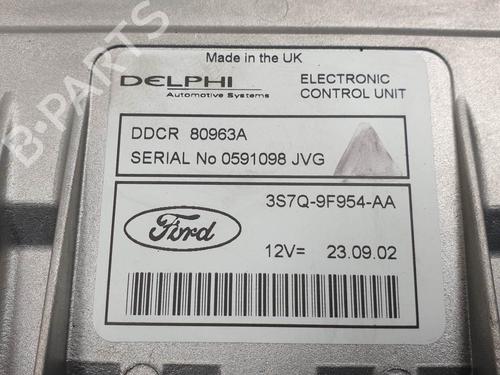 Made in the UK
DELPHI
Automotive Systems
ELECTRONIC
CONTROL UNIT
DDCR 80963A
SERIAL No 0591098 JVG
3S7Q-9F954-AA
Ford
12V= 23.09.02
B-PARTS